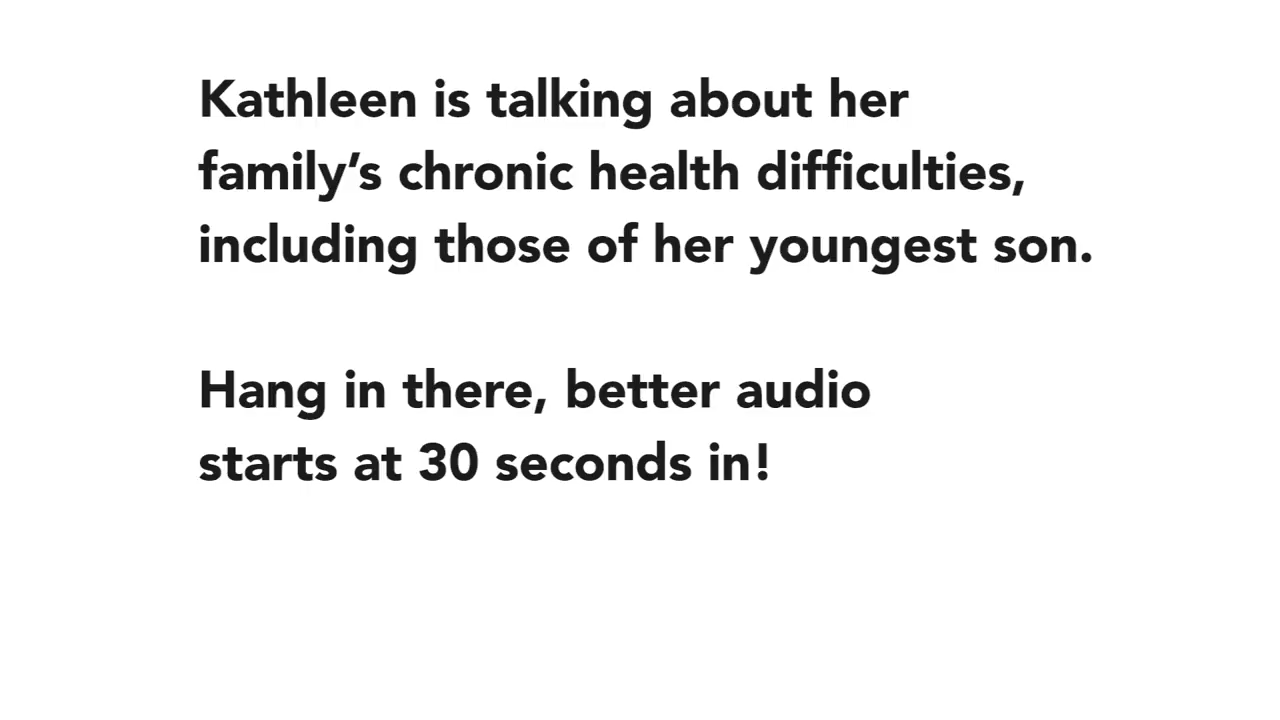 Kathleen is talking about her
family’s chronic health difficulties,
including those of her youngest son.
Hang in there, better audio
starts at 30 seconds in!